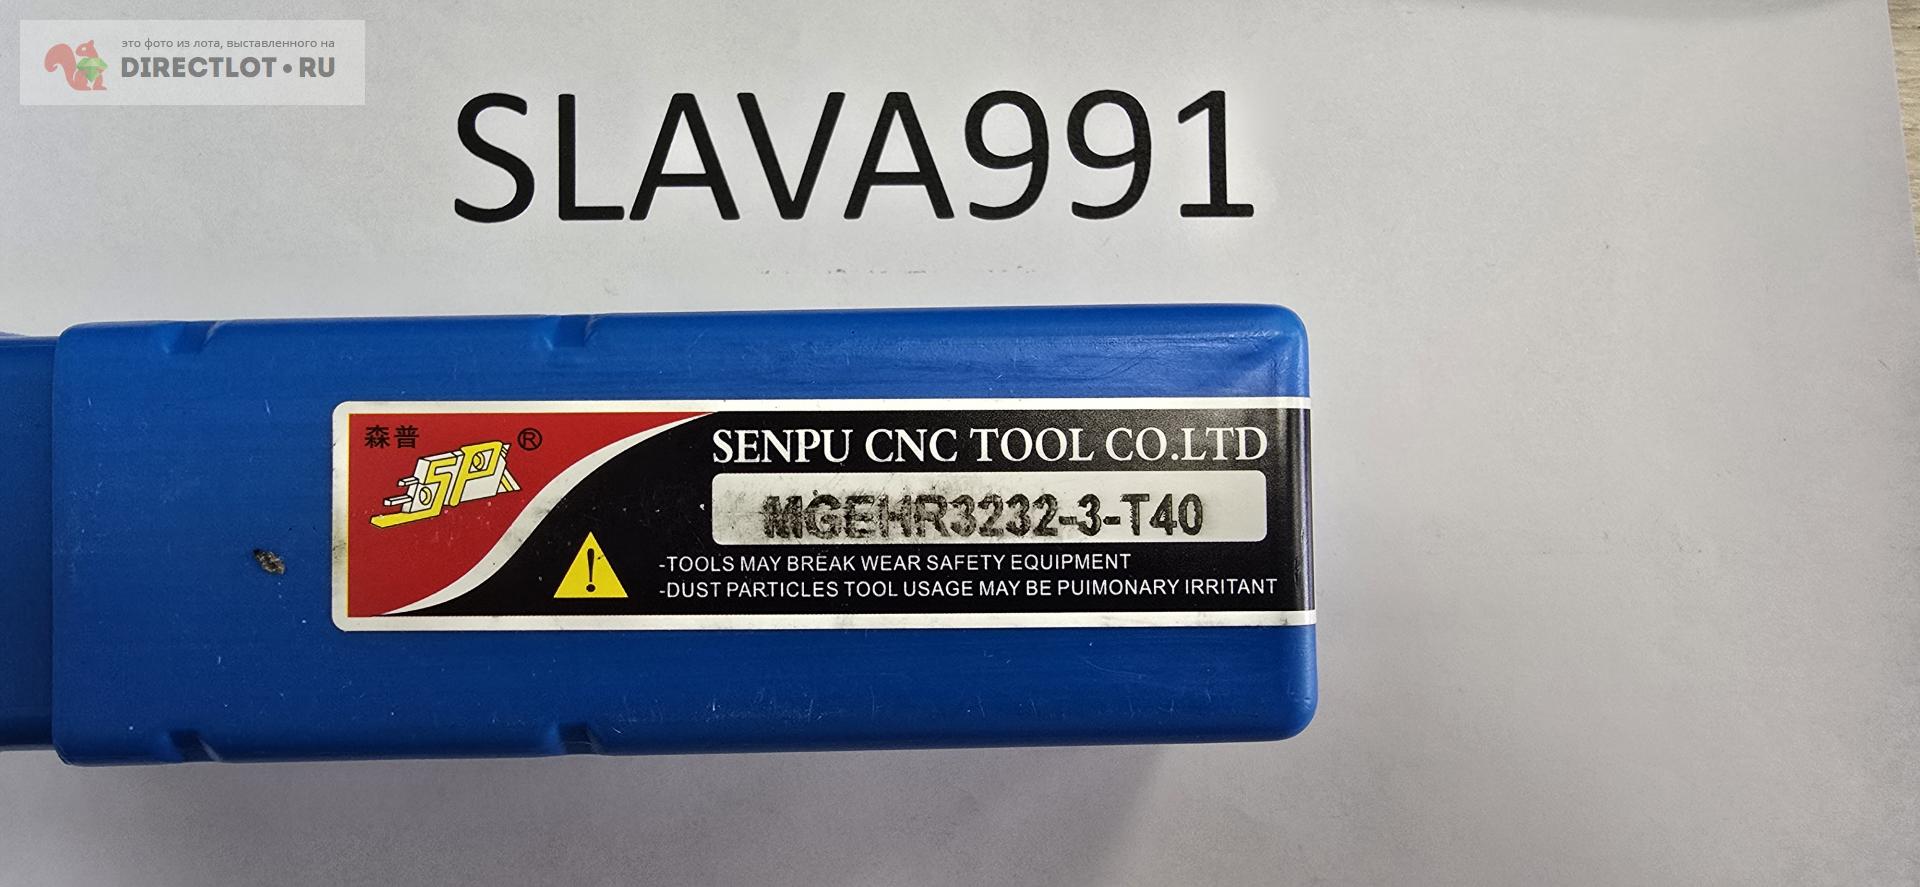 это фото из лота, выставленного на
DIRECTLOT•RU
SLAVA991
森普
SP
®
SENPU CNC TOOL CO.LTD
MGEHR3232-3-T40
-TOOLS MAY BREAK WEAR SAFETY EQUIPMENT
-DUST PARTICLES TOOL USAGE MAY BE PUIMONARY IRRITANT